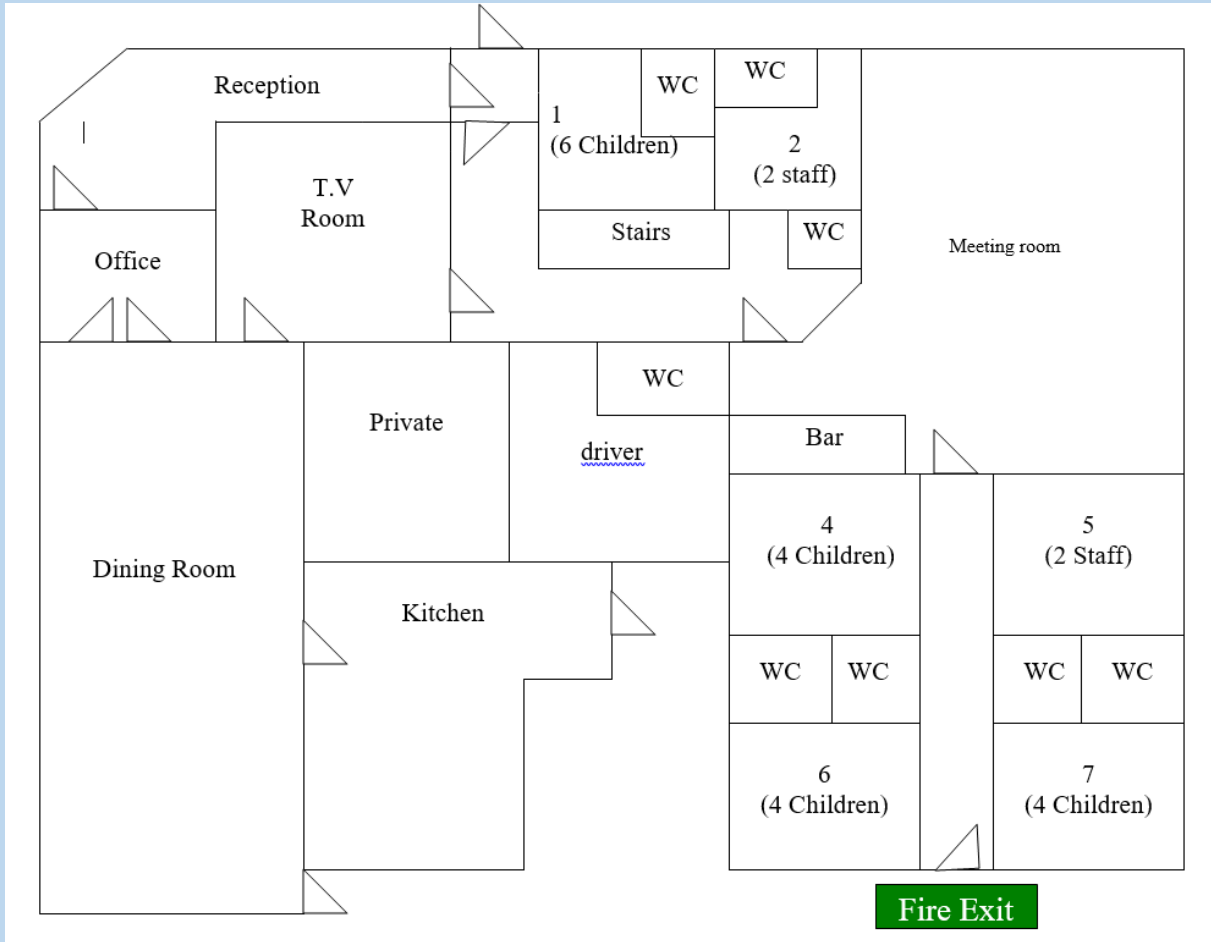 Reception
WC
WC
1
(6 Children)
2
(2 staff)
T.V
Room
Stairs
WC
Office
Meeting room
WC
Private
driver
Bar
4
(4 Children)
5
(2 Staff)
Dining Room
Kitchen
WC
WC
WC
WC
6
(4 Children)
7
(4 Children)
Fire Exit